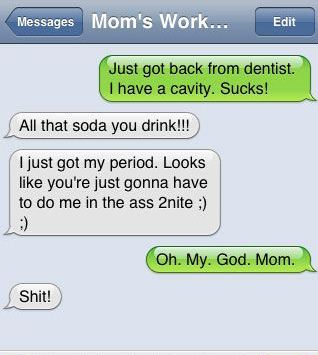 Messages
Mom's Work...
Edit
Just got back from dentist.
I have a cavity. Sucks!
All that soda you drink!!!
I just got my period. Looks
like you're just gonna have
to do me in the ass 2nite ;)
;)
Oh. My. God. Mom.
Shit!